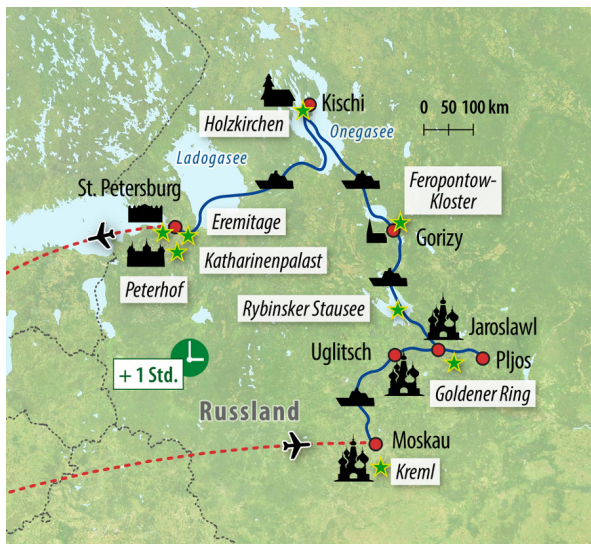 Kischi
0 50 100 km
Holzkirchen
Onegasee
Ladogasee
Feropontow-
Kloster
St. Petersburg
Eremitage
Gorizy
Katharinenpalast
Peterhof
Rybinsker Stausee
Jaroslawl
Uglitsch
Pljos
+ 1 Std.
Goldener Ring
Russland
Moskau
Kreml